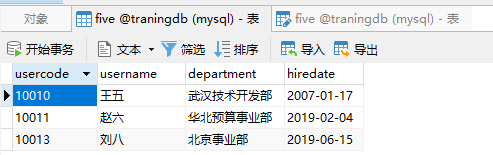 对象 five @traningdb (mysql) - 表 five @traningdb (mysql) - 表
开始事务 文本 筛选 排序 导入 导出
usercode username department hiredate
10010 王五 武汉技术开发部 2007-01-17
10011 赵六 华北预算事业部 2019-02-04
10013 刘八 北京事业部 2019-06-15